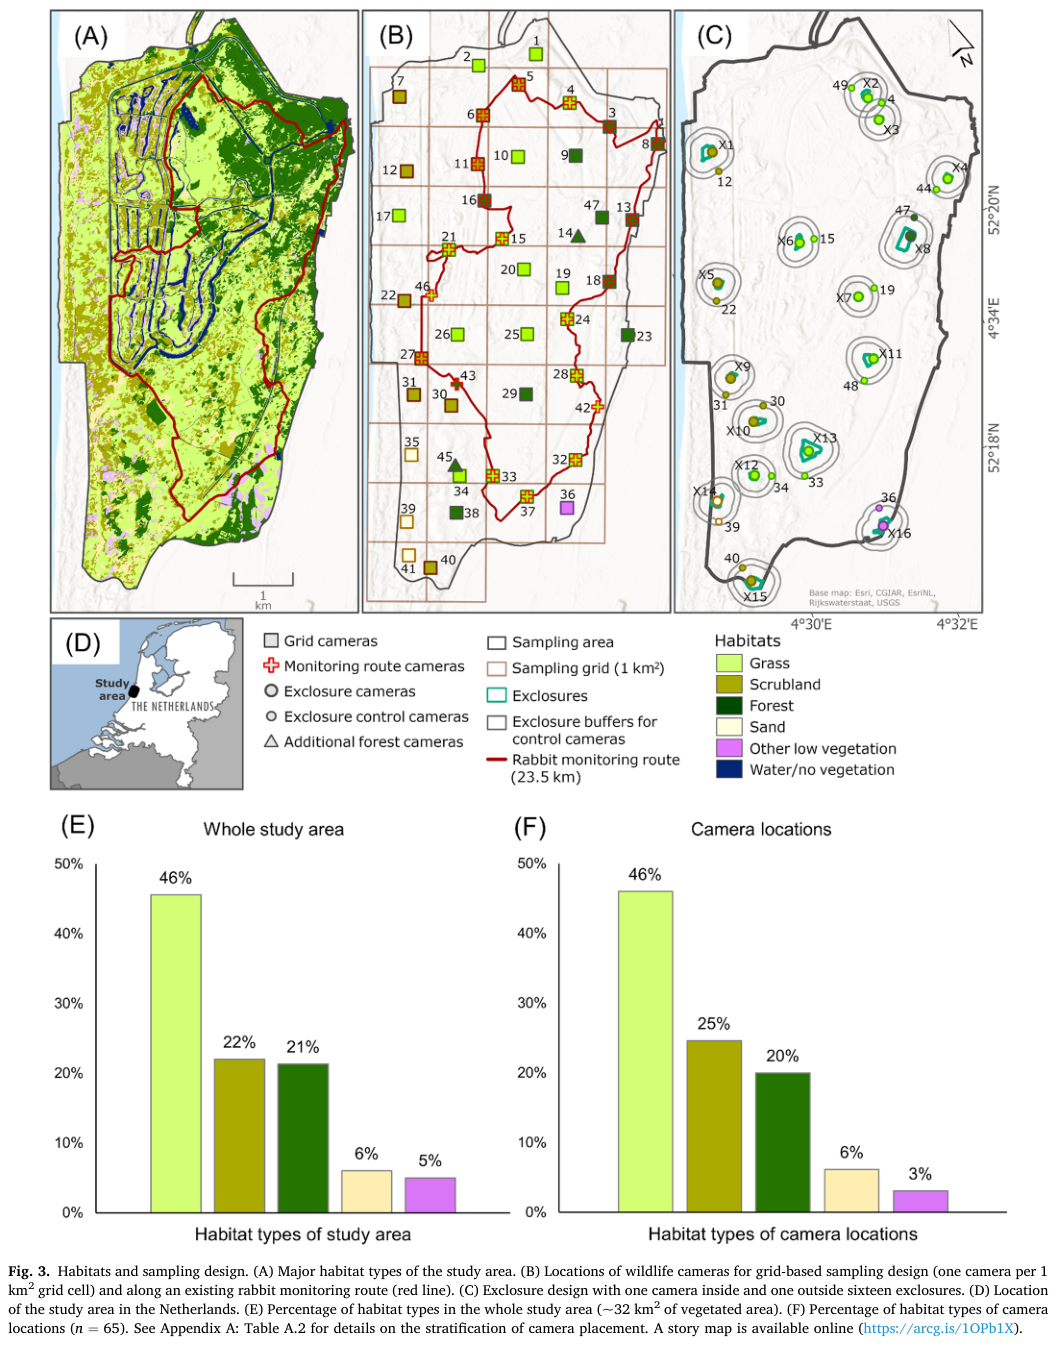 (A)
1
km
(B)
1
2
7
5
4
6
3
8
11
10
9
12
16
17
15
47
13
14
21
20
19
18
46
22
24
26
25
23
27
43
28
31
30
29
42
35
45
34
33
32
37
36
39
38
41
40
(C)
N
49
X2
4
X3
X1
12
X4
44
47
X8
X6
15
X5
22
X7
19
X11
48
X9
31
30
X10
X13
X12
34
33
X14
39
36
X16
40
X15
Base map: Esri, CGIAR, EsriNL,
Rijkswaterstaat, USGS
52°20'N
4°34'E
52°18'N
4°30'E
4°32'E
(D)
Study
area
THE NETHERLANDS
Grid cameras
Monitoring route cameras
Exclosure cameras
Exclosure control cameras
Additional forest cameras
Sampling area
Sampling grid (1 km²)
Exclosures
Exclosure buffers for
control cameras
Rabbit monitoring route
(23.5 km)
Habitats
Grass
Scrubland
Forest
Sand
Other low vegetation
Water/no vegetation
(E)
Whole study area
50%
40%
30%
20%
10%
0%
46%
22%
21%
6%
5%
Habitat types of study area
(F)
Camera locations
50%
40%
30%
20%
10%
0%
46%
25%
20%
6%
3%
Habitat types of camera locations
Fig. 3. Habitats and sampling design. (A) Major habitat types of the study area. (B) Locations of wildlife cameras for grid-based sampling design (one camera per 1
km² grid cell) and along an existing rabbit monitoring route (red line). (C) Exclosure design with one camera inside and one outside sixteen exclosures. (D) Location
of the study area in the Netherlands. (E) Percentage of habitat types in the whole study area (~32 km² of vegetated area). (F) Percentage of habitat types of camera
locations (n = 65). See Appendix A: Table A.2 for details on the stratification of camera placement. A story map is available online (https://arcg.is/1OPb1X).